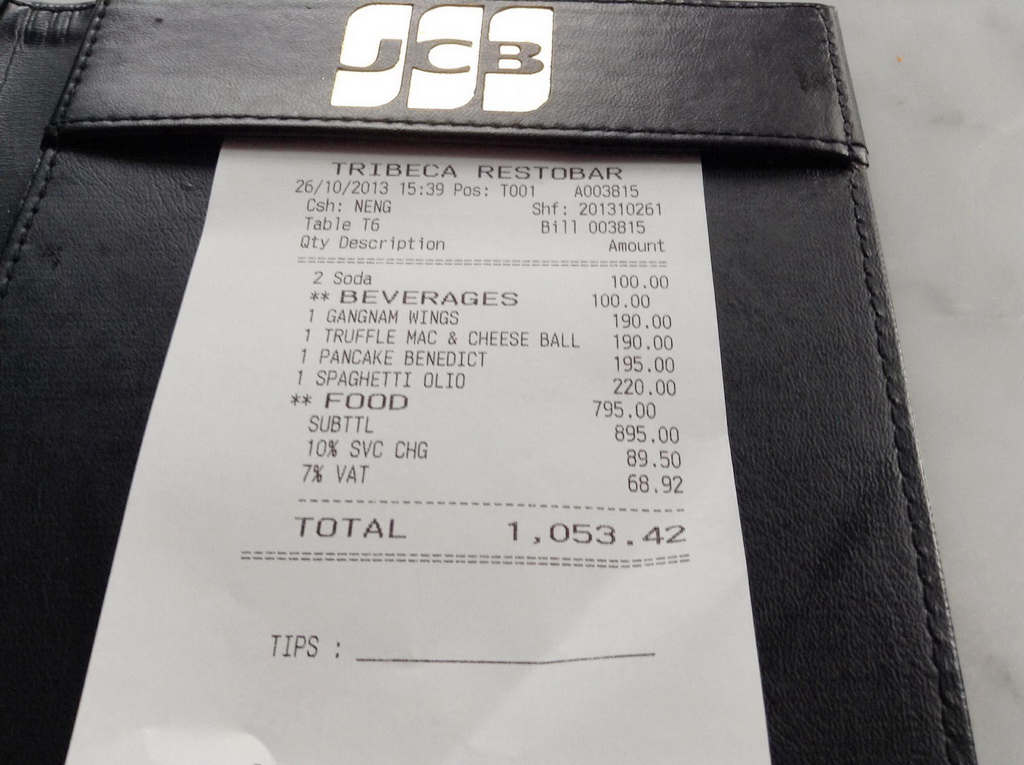 JCB
TRIBECA RESTOBAR
26/10/2013 15:39 Pos: T001 A003815
Csh: NENG Shf: 201310261
Table T6 Bill 003815
Qty Description Amount
2 Soda 100.00
** BEVERAGES 100.00
1 GANGNAM WINGS 190.00
1 TRUFFLE MAC & CHEESE BALL 190.00
1 PANCAKE BENEDICT 195.00
1 SPAGHETTI OLIO 220.00
** FOOD 795.00
SUBTTL 895.00
10% SVC CHG 89.50
7% VAT 68.92
TOTAL 1,053.42
TIPS :